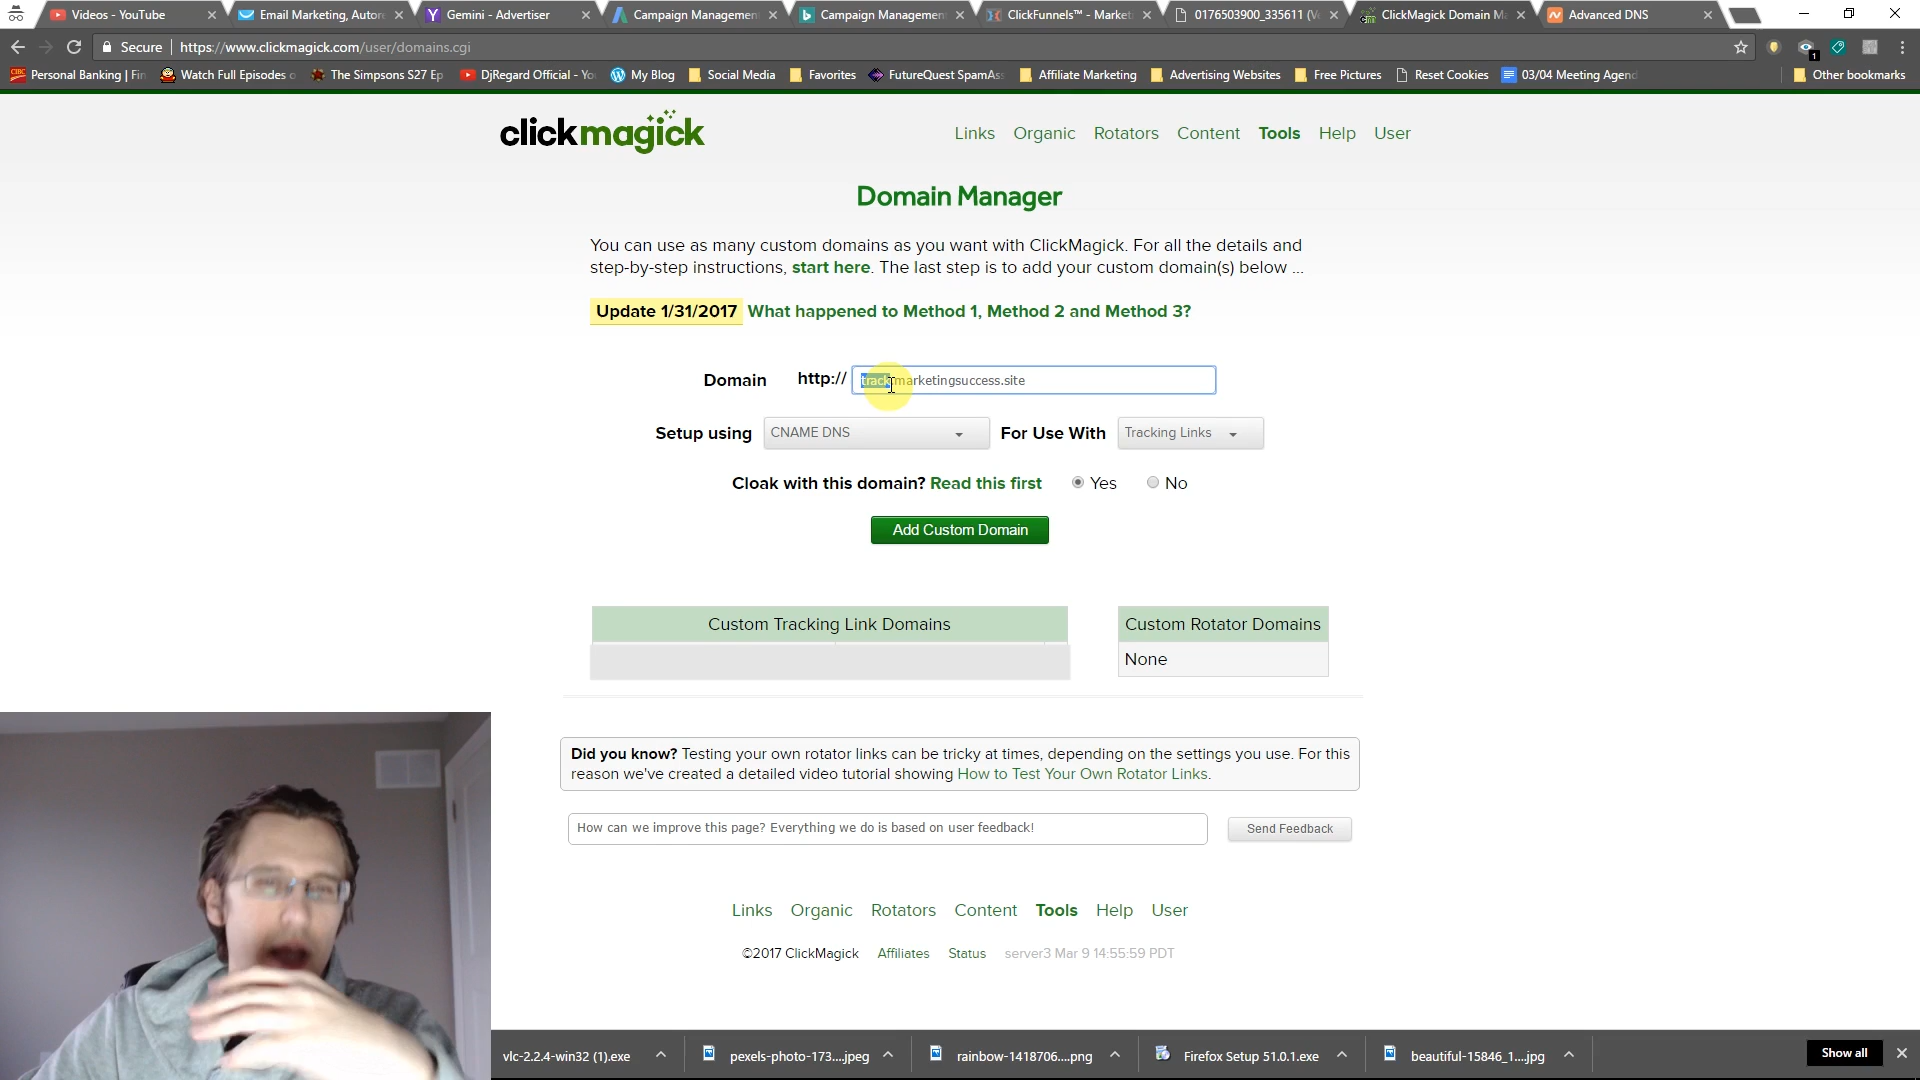 Videos - YouTube
Email Marketing, Autore
Gemini - Advertiser
Campaign Managemen
Campaign Managemen
ClickFunnels™ - Marketi
0176503900_335611 (V
ClickMagick Domain M
Advanced DNS
Secure
https://www.clickmagick.com/user/domains.cgi
1
CIBC
Personal Banking | Fin
Watch Full Episodes o
The Simpsons S27 Ep
DjRegard Official - Yo
My Blog
Social Media
Favorites
FutureQuest SpamAss
Affiliate Marketing
Advertising Websites
Free Pictures
Reset Cookies
03/04 Meeting Agend
Other bookmarks
clickmagick
Links
Organic
Rotators
Content
Tools
Help
User
Domain Manager
You can use as many custom domains as you want with ClickMagick. For all the details and
step-by-step instructions, start here. The last step is to add your custom domain(s) below ...
Update 1/31/2017 What happened to Method 1, Method 2 and Method 3?
Domain http:// track.marketingsuccess.site
Setup using CNAME DNS For Use With Tracking Links
Cloak with this domain? Read this first Yes No
Add Custom Domain
Custom Tracking Link Domains
Custom Rotator Domains
None
Did you know? Testing your own rotator links can be tricky at times, depending on the settings you use. For this
reason we've created a detailed video tutorial showing How to Test Your Own Rotator Links.
How can we improve this page? Everything we do is based on user feedback!
Send Feedback
Links Organic Rotators Content Tools Help User
©2017 ClickMagick Affiliates Status server3 Mar 9 14:55:59 PDT
vlc-2.2.4-win32 (1).exe
pexels-photo-173....jpeg
rainbow-1418706....png
Firefox Setup 51.0.1.exe
beautiful-15846_1....jpg
Show all